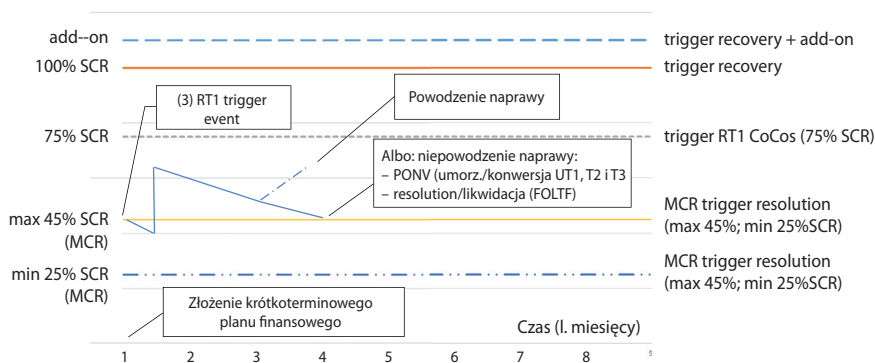 add--on
trigger recovery + add-on
100% SCR
trigger recovery
(3) RT1 trigger
event
Powodzenie naprawy
75% SCR
trigger RT1 CoCos (75% SCR)
Albo: niepowodzenie naprawy:
– PONV (umorz./konwersja UT1, T2 i T3
– resolution/likwidacja (FOLTF)
max 45% SCR
(MCR)
MCR trigger resolution
(max 45%; min 25%SCR)
min 25% SCR
(MCR)
MCR trigger resolution
(max 45%; min 25%SCR)
Złożenie krótkoterminowego
planu finansowego
Czas (l. miesięcy)
1 2 3 4 5 6 7 8 9